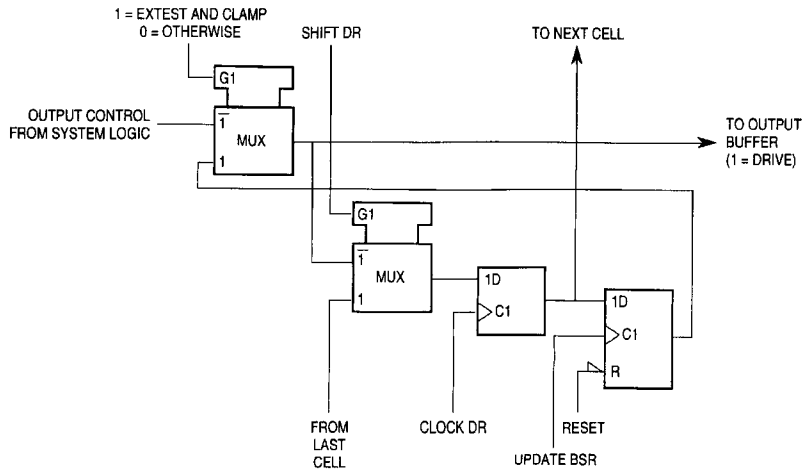 1 = EXTEST AND CLAMP
0 = OTHERWISE
SHIFT DR
TO NEXT CELL
G1
OUTPUT CONTROL
FROM SYSTEM LOGIC
1̅
MUX
1
TO OUTPUT
BUFFER
(1 = DRIVE)
G1
1̅
MUX
1
1D
C1
1D
C1
R
FROM
LAST
CELL
CLOCK DR
RESET
UPDATE BSR